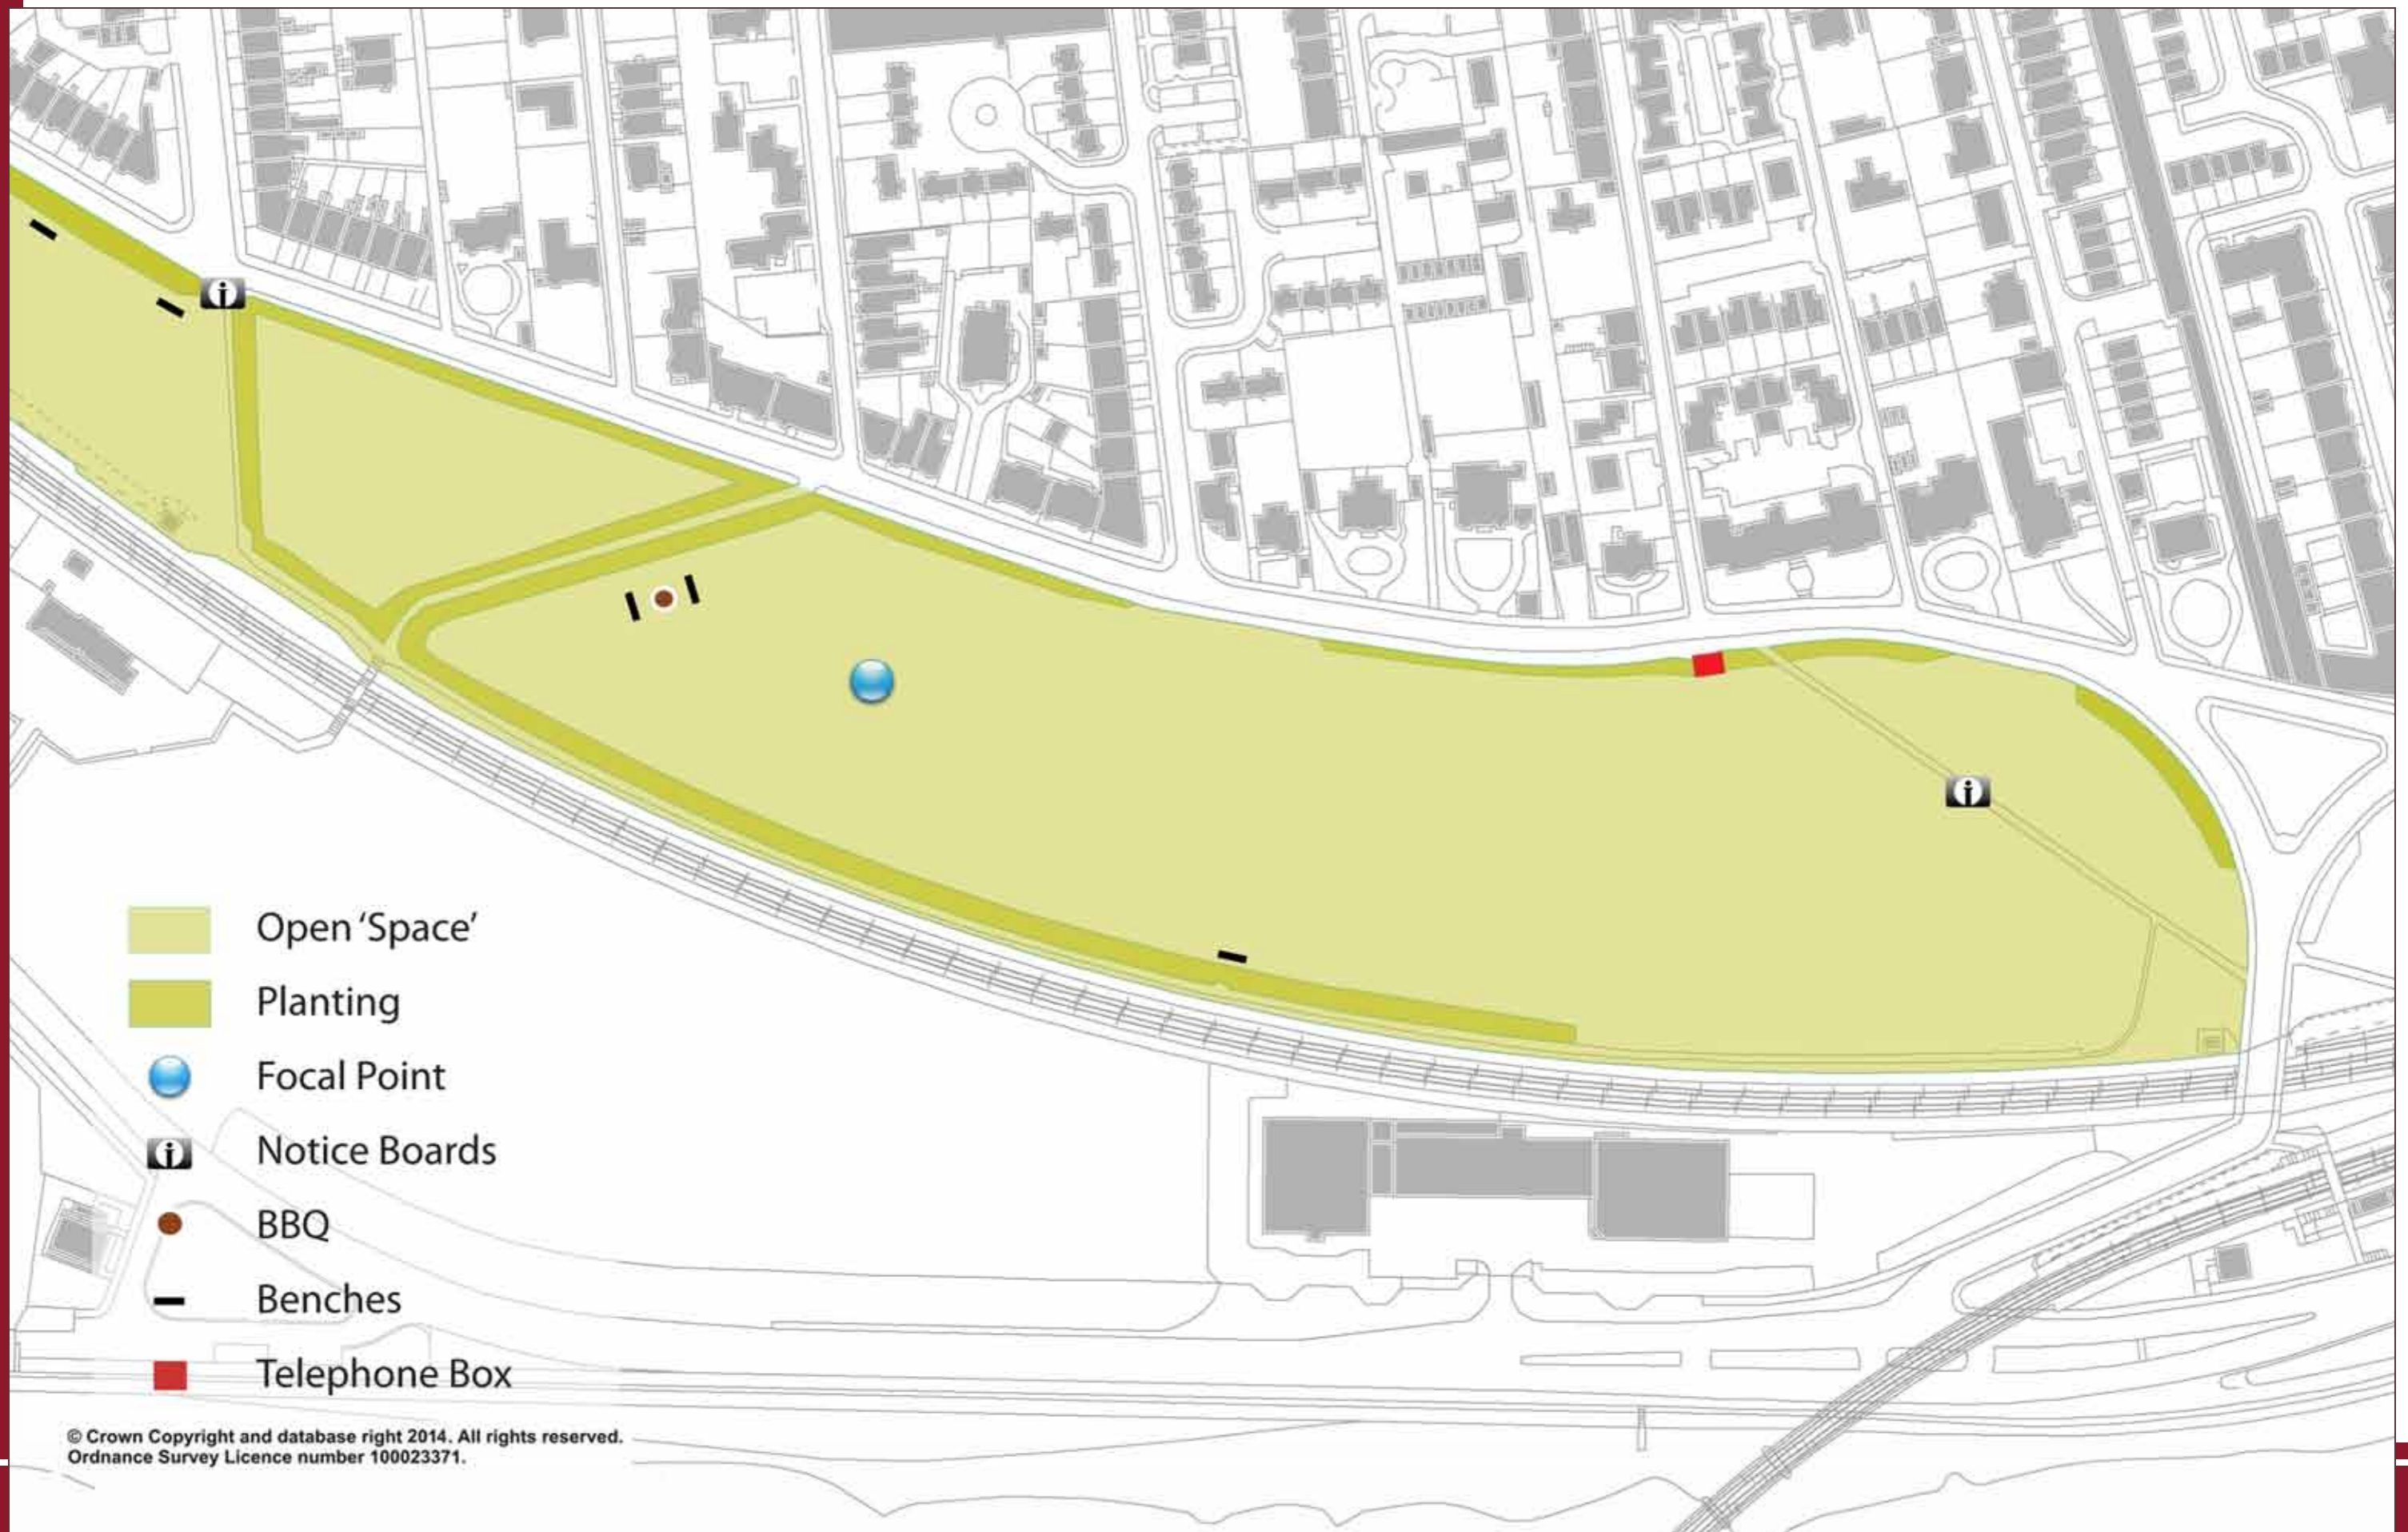 Open ‘Space’
Planting
Focal Point
Notice Boards
BBQ
Benches
Telephone Box
© Crown Copyright and database right 2014. All rights reserved.
Ordnance Survey Licence number 100023371.